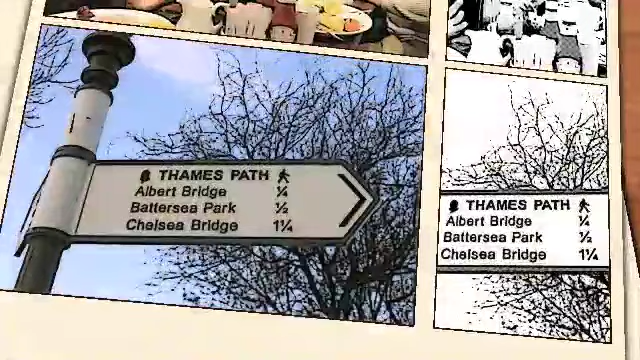 THAMES PATH
Albert Bridge ¼
Battersea Park ½
Chelsea Bridge 1¼
THAMES PATH
Albert Bridge ¼
Battersea Park ½
Chelsea Bridge 1¼